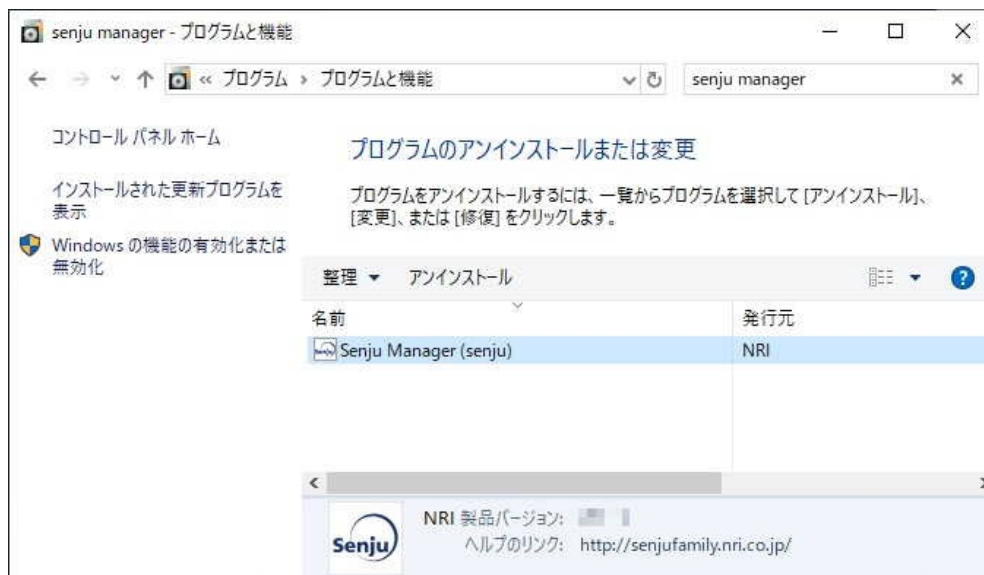 senju manager - プログラムと機能
« プログラム › プログラムと機能
senju manager
コントロール パネル ホーム
インストールされた更新プログラムを
表示
Windows の機能の有効化または
無効化
プログラムのアンインストールまたは変更
プログラムをアンインストールするには、一覧からプログラムを選択して [アンインストール]、
[変更]、または [修復] をクリックします。
整理 アンインストール
名前 発行元
Senju Manager (senju) NRI
Senju
NRI 製品バージョン:
ヘルプのリンク: http://senjufamily.nri.co.jp/